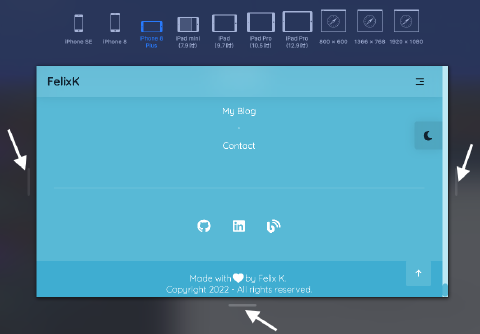 iPhone SE
iPhone 8
iPhone 8
Plus
iPad mini
(7.9吋)
iPad
(9.7吋)
iPad Pro
(10.5吋)
iPad Pro
(12.9吋)
800 × 600
1366 × 768
1920 × 1080
FelixK
My Blog
-
Contact
Made with by Felix K.
Copyright 2022 - All rights reserved.